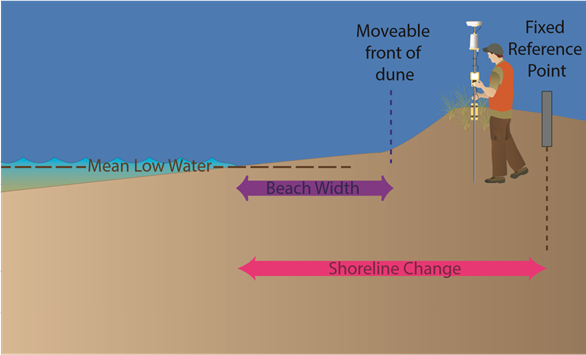 Moveable
front of
dune
Fixed
Reference
Point
Mean Low Water
Beach Width
Shoreline Change